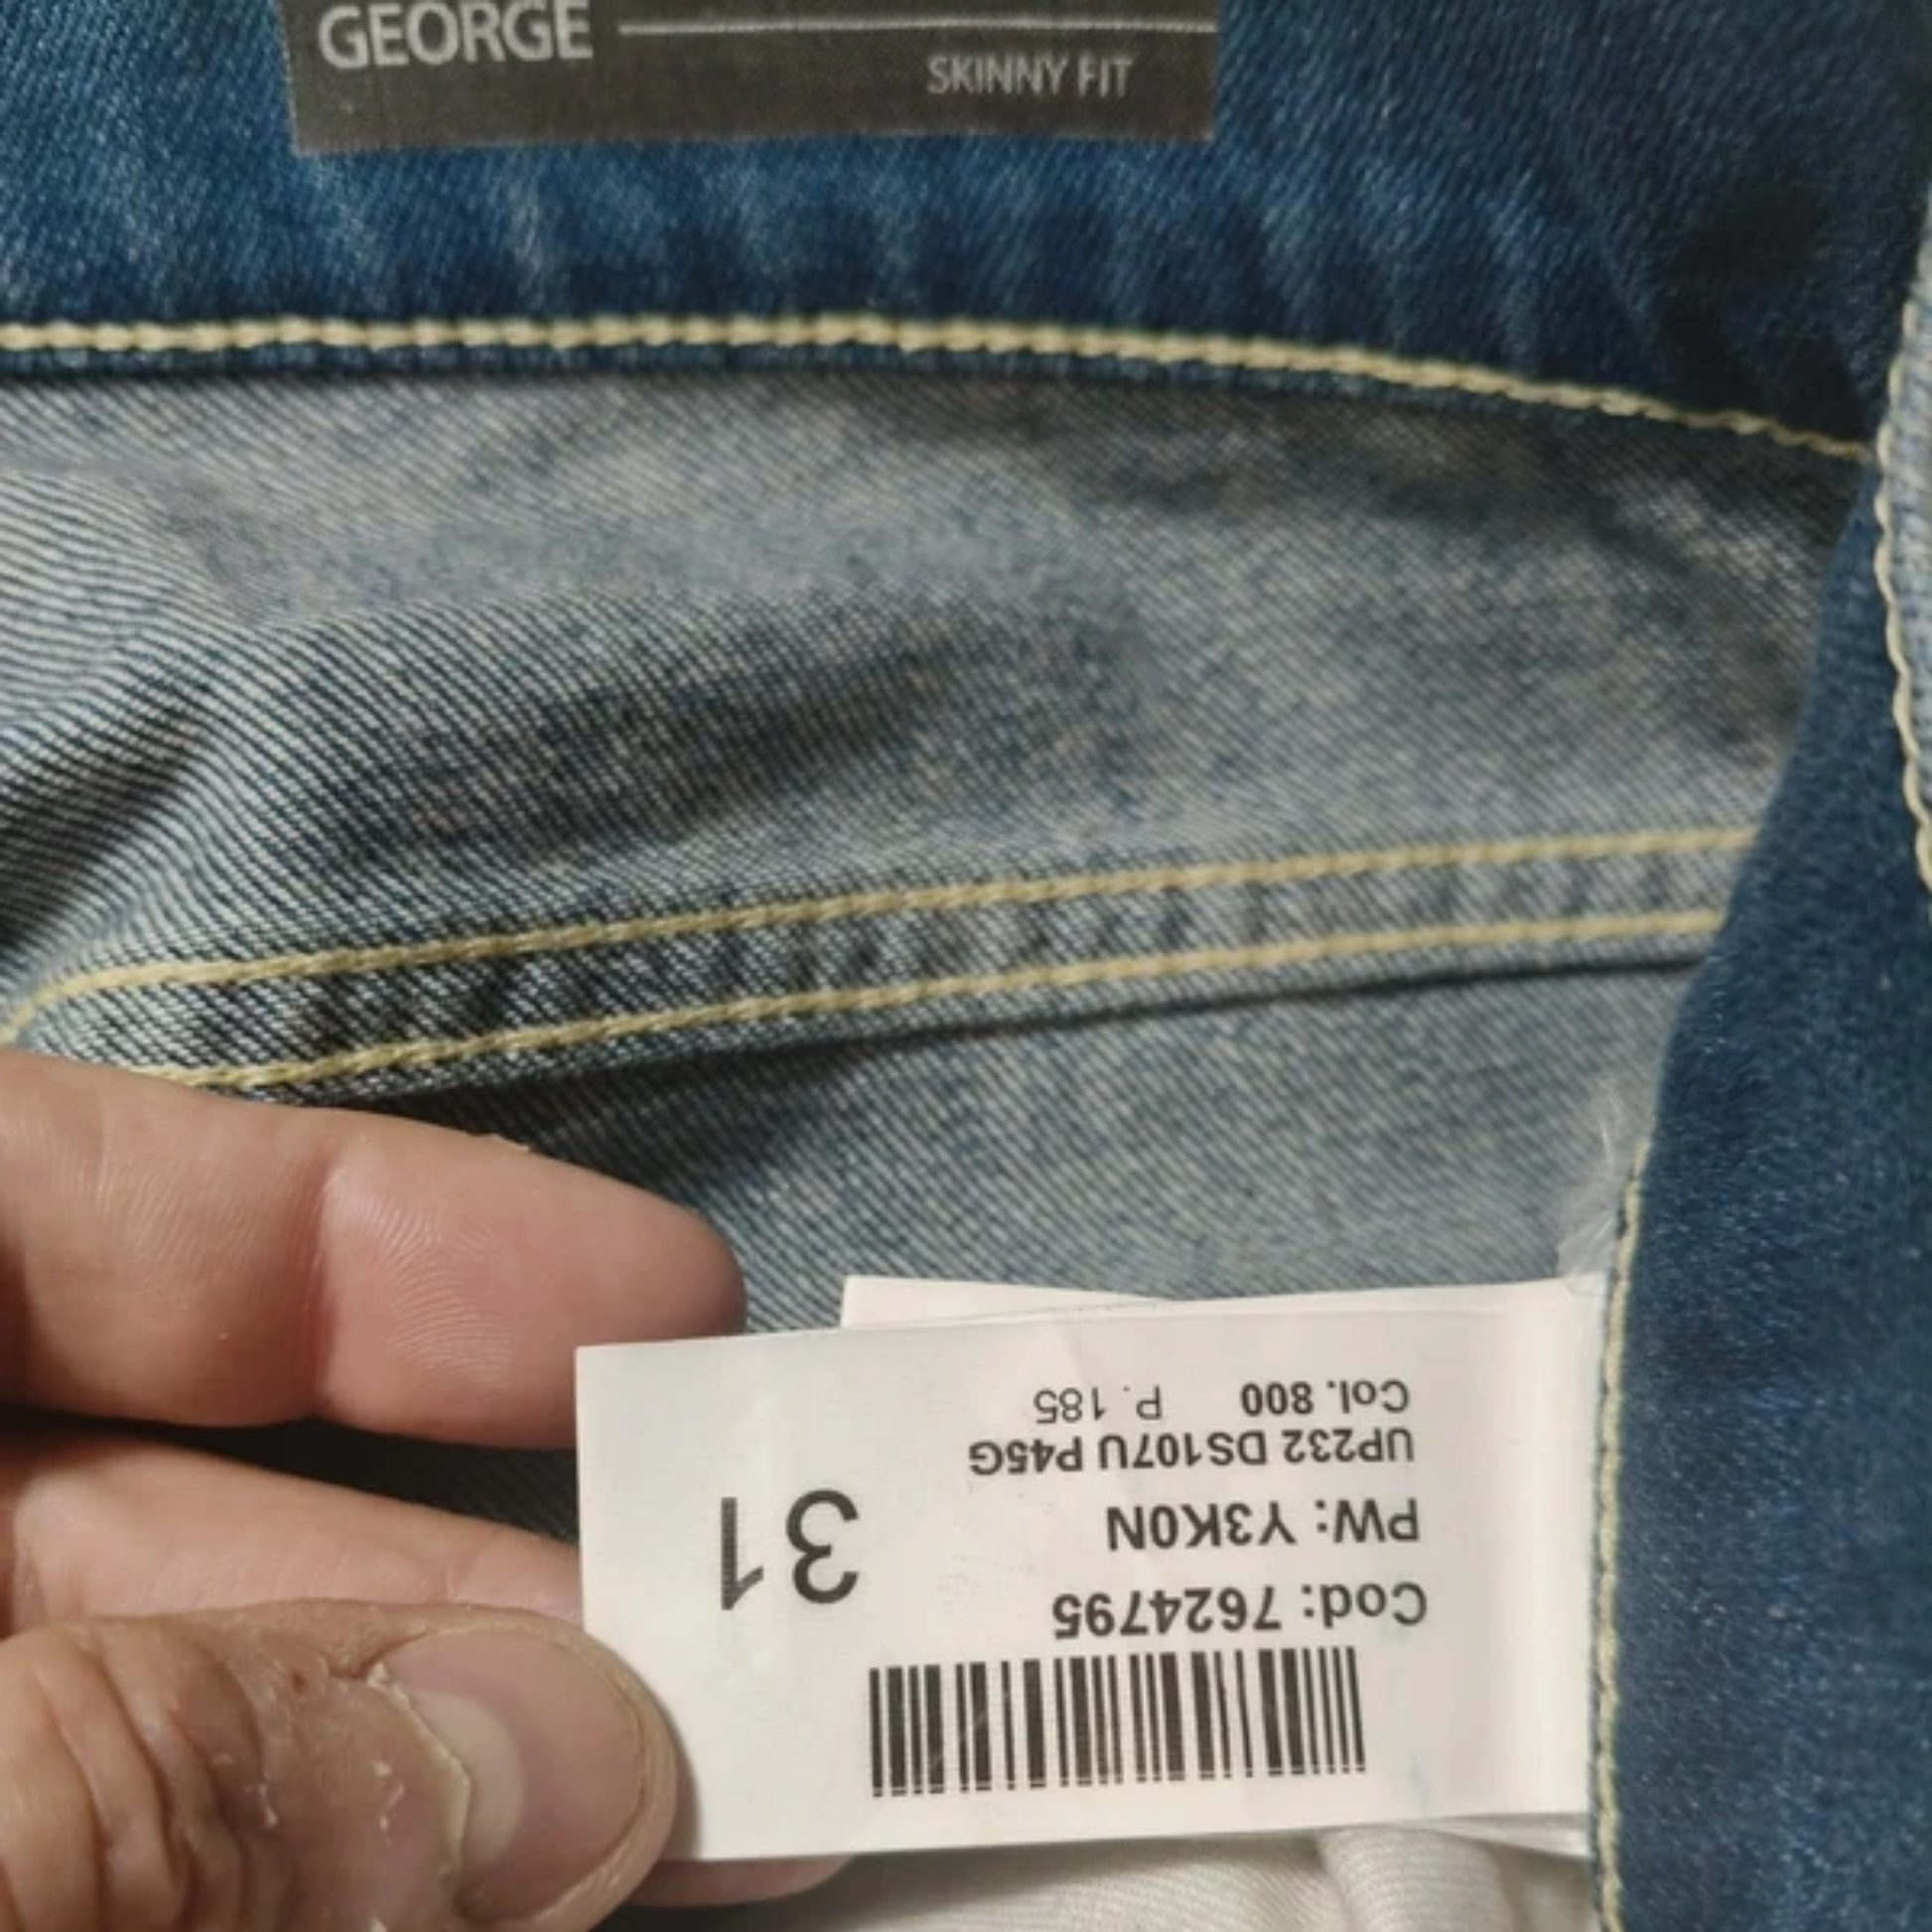 GEORGE
SKINNY FIT
Cod: 7624795
PW: Y3K0N
UP232 DS107U P45G
Col. 800 P. 185
31